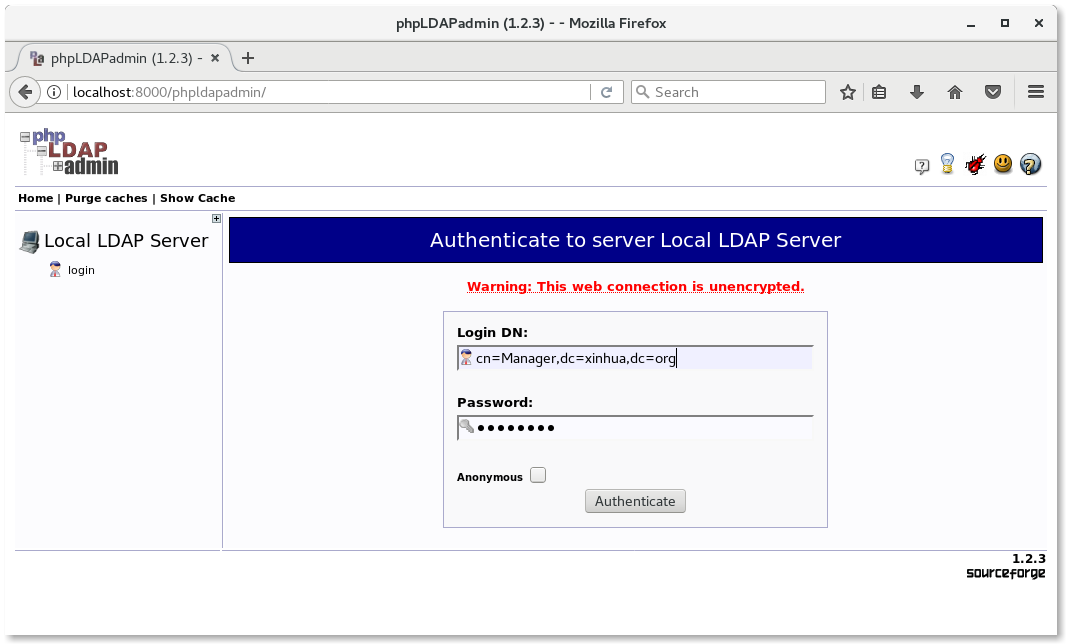 phpLDAPadmin (1.2.3) - - Mozilla Firefox
phpLDAPadmin (1.2.3) -
localhost:8000/phpldapadmin/
Search
php
LDAP
admin
Home | Purge caches | Show Cache
Local LDAP Server
login
Authenticate to server Local LDAP Server
Warning: This web connection is unencrypted.
Login DN:
cn=Manager,dc=xinhua,dc=org
Password:
••••••••
Anonymous
Authenticate
1.2.3
sourceforge